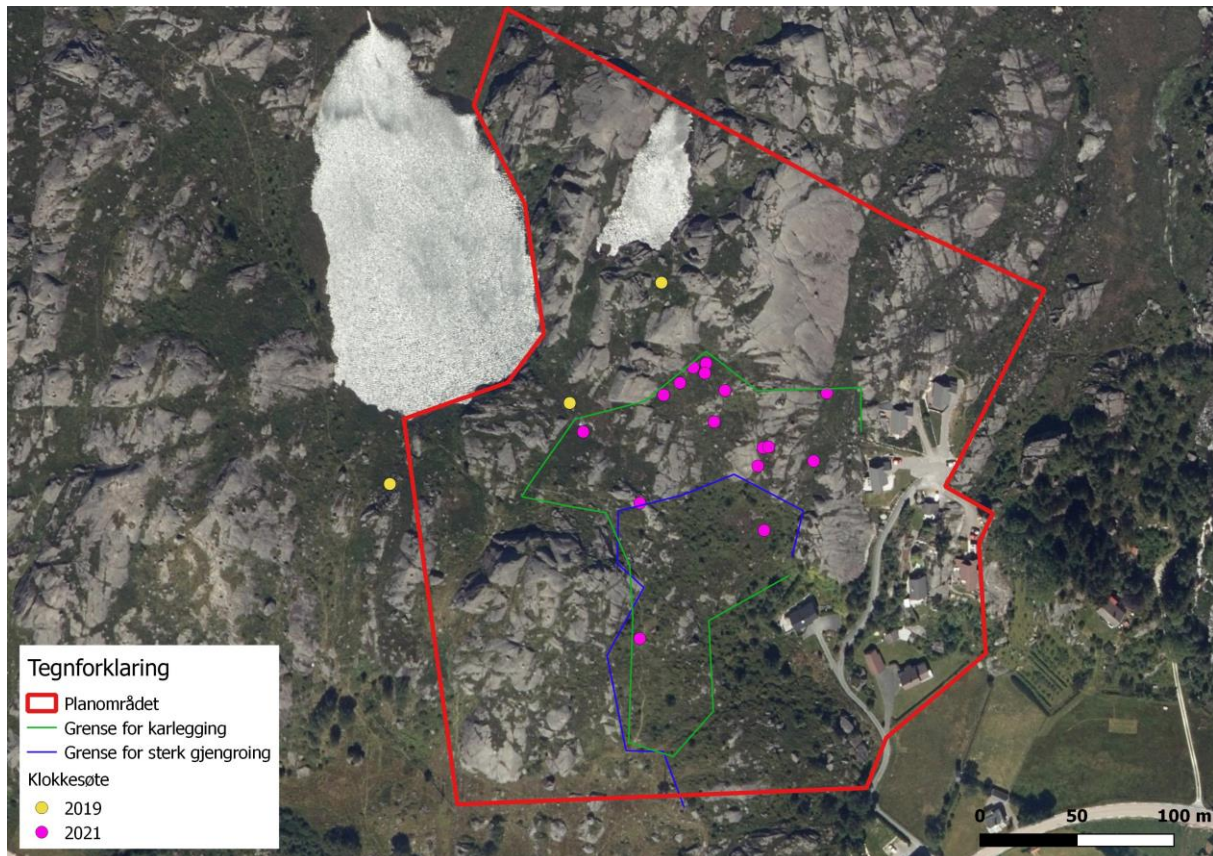 Tegnforklaring
Planområdet
Grense for karlegging
Grense for sterk gjengroing
Klokkesøte
2019
2021
0 50 100 m